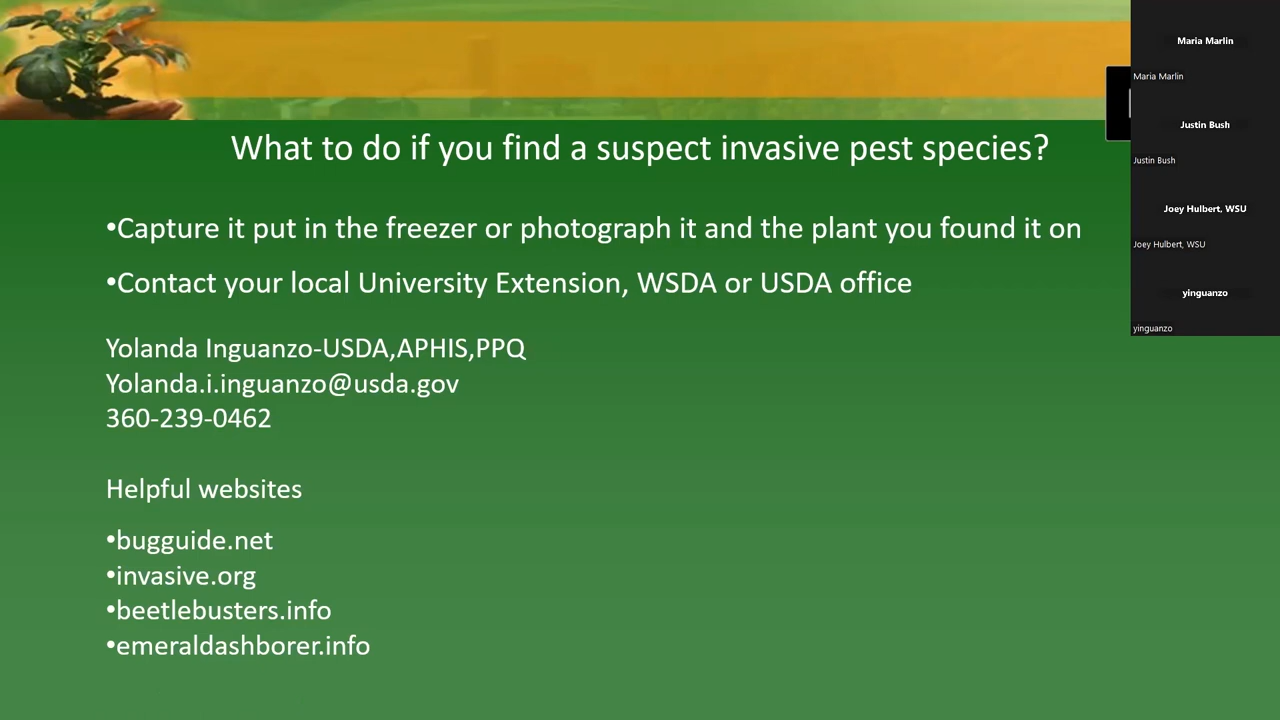 What to do if you find a suspect invasive pest species?
•Capture it put in the freezer or photograph it and the plant you found it on
•Contact your local University Extension, WSDA or USDA office
Yolanda Inguanzo-USDA,APHIS,PPQ
Yolanda.i.inguanzo@usda.gov
360-239-0462
Helpful websites
•bugguide.net
•invasive.org
•beetlebusters.info
•emeraldashborer.info
Maria Marlin
Maria Marlin
Justin Bush
Justin Bush
Joey Hulbert, WSU
Joey Hulbert, WSU
yinguanzo
yinguanzo